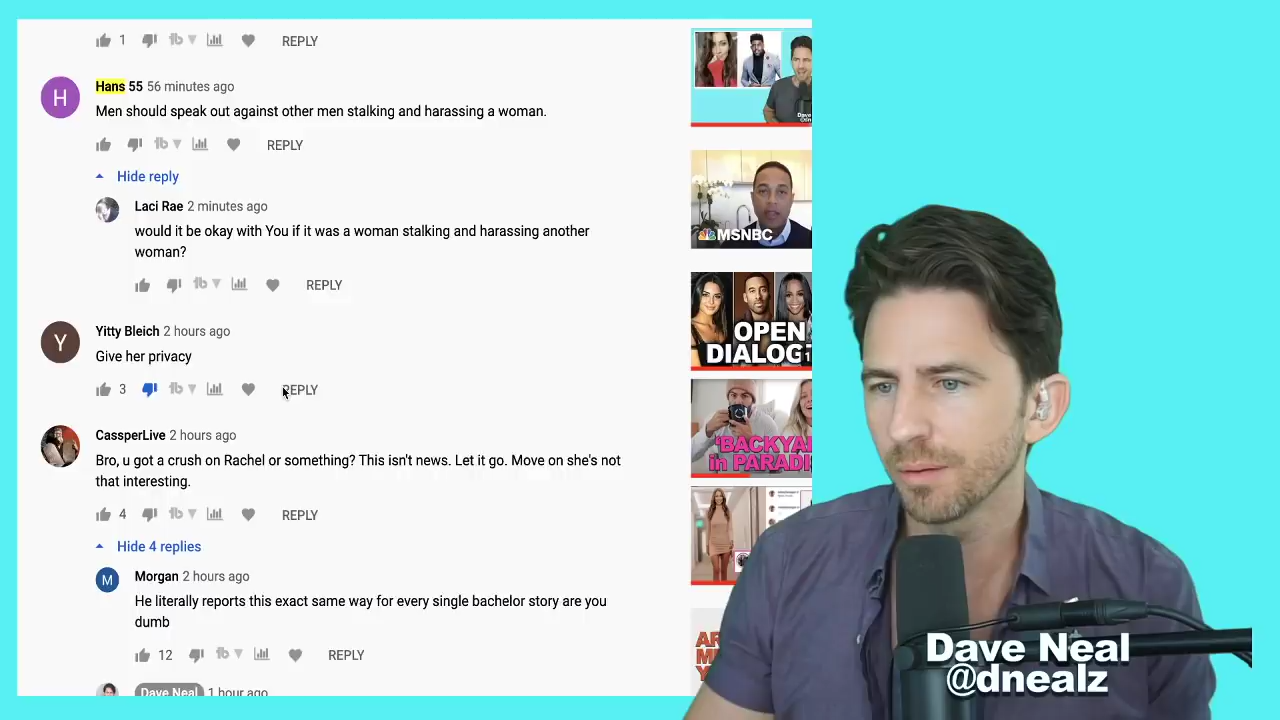 1 REPLY
H
Hans 55 56 minutes ago
Men should speak out against other men stalking and harassing a woman.
REPLY
Hide reply
Laci Rae 2 minutes ago
would it be okay with You if it was a woman stalking and harassing another
woman?
REPLY
Y
Yitty Bleich 2 hours ago
Give her privacy
3 REPLY
CassperLive 2 hours ago
Bro, u got a crush on Rachel or something? This isn't news. Let it go. Move on she's not
that interesting.
4 REPLY
Hide 4 replies
M
Morgan 2 hours ago
He literally reports this exact same way for every single bachelor story are you
dumb
12 REPLY
Dave Neal 1 hour ago
Dave
MSNBC
OPEN
in
Dave Neal
@dnealz